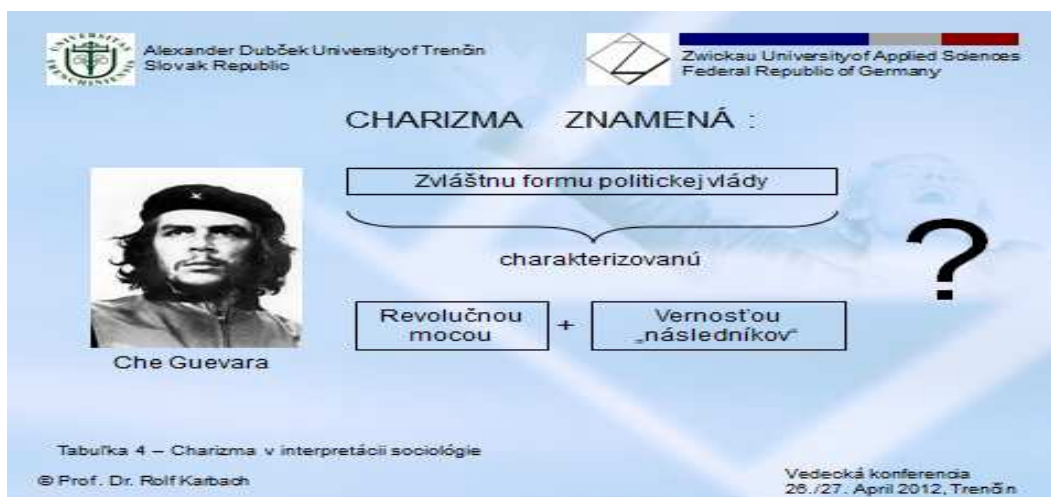 Alexander Dubček University of Trenčín
Slovak Republic
Zwickau University of Applied Sciences
Federal Republic of Germany
CHARIZMA ZNAMENÁ :
Zvláštnu formu politickej vlády
charakterizovanú
?
Revolučnou
mocou
+
Vernosťou
„následníkov“
Che Guevara
Tabuľka 4 – Charizma v interpretácii sociológie
© Prof. Dr. Rolf Karbach
Vedecká konferencia
26./27. April 2012, Trenčín